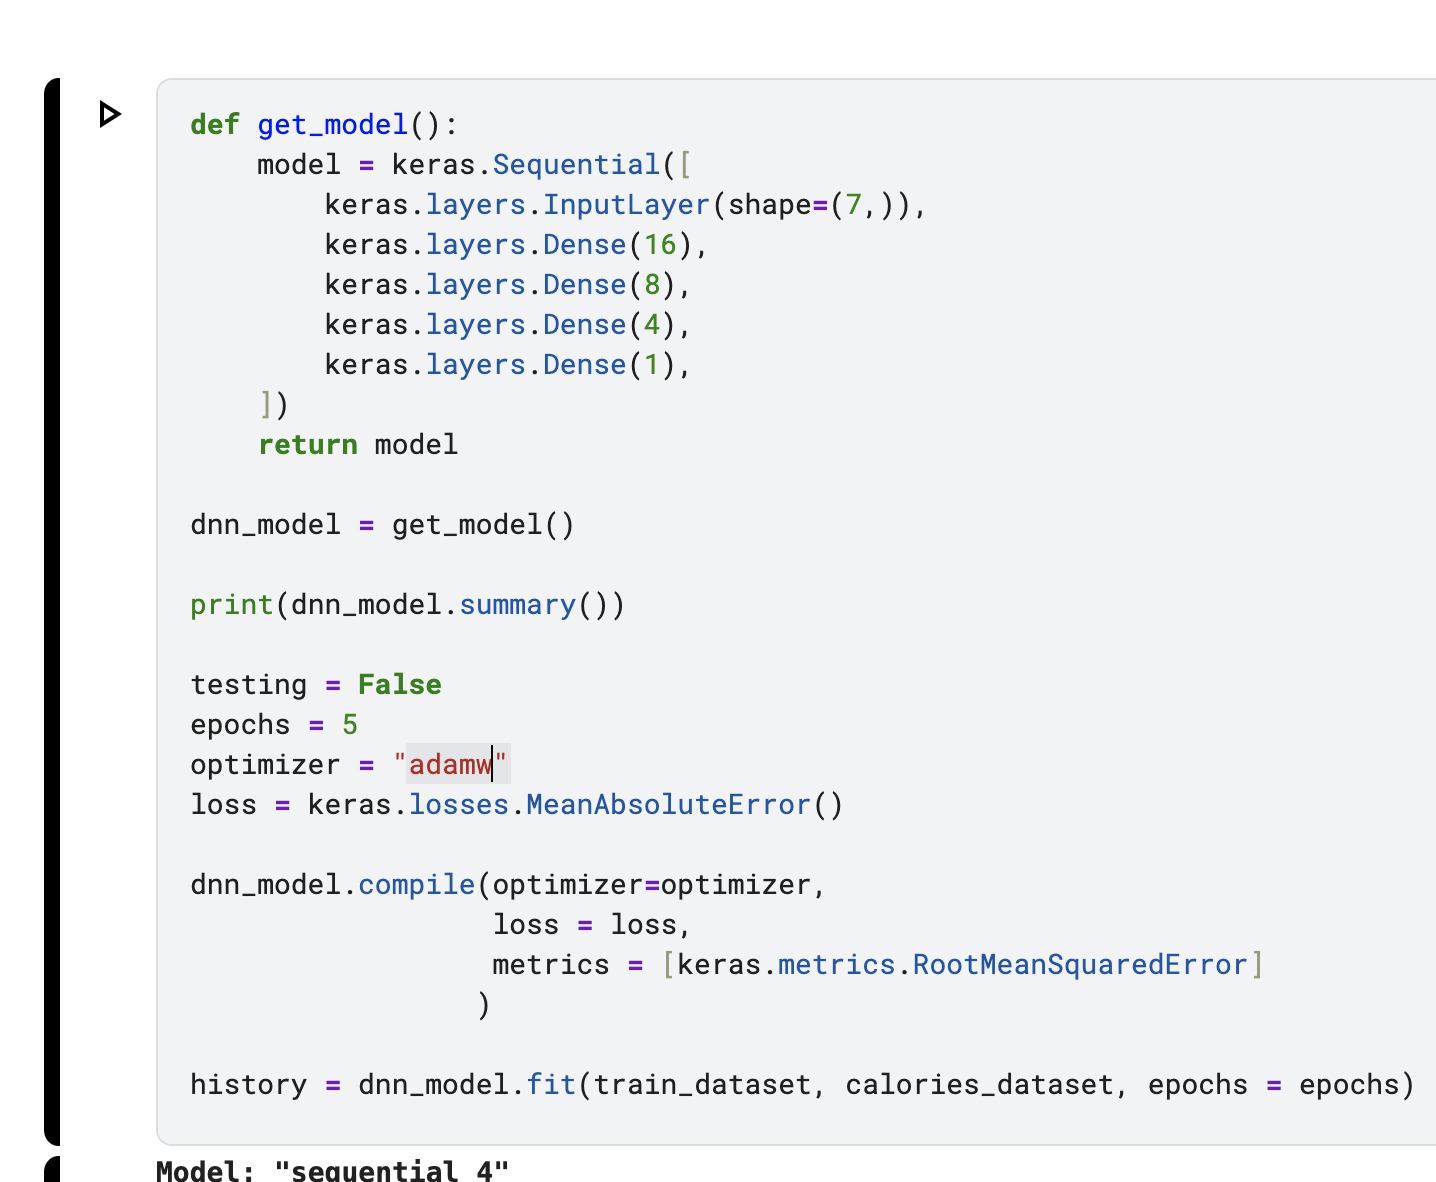 def get_model():
    model = keras.Sequential([
        keras.layers.InputLayer(shape=(7,)),
        keras.layers.Dense(16),
        keras.layers.Dense(8),
        keras.layers.Dense(4),
        keras.layers.Dense(1),
    ])
    return model

dnn_model = get_model()

print(dnn_model.summary())

testing = False
epochs = 5
optimizer = "adamw"
loss = keras.losses.MeanAbsoluteError()

dnn_model.compile(optimizer=optimizer,
                  loss = loss,
                  metrics = [keras.metrics.RootMeanSquaredError]
                 )

history = dnn_model.fit(train_dataset, calories_dataset, epochs = epochs)
Model: "sequential_4"